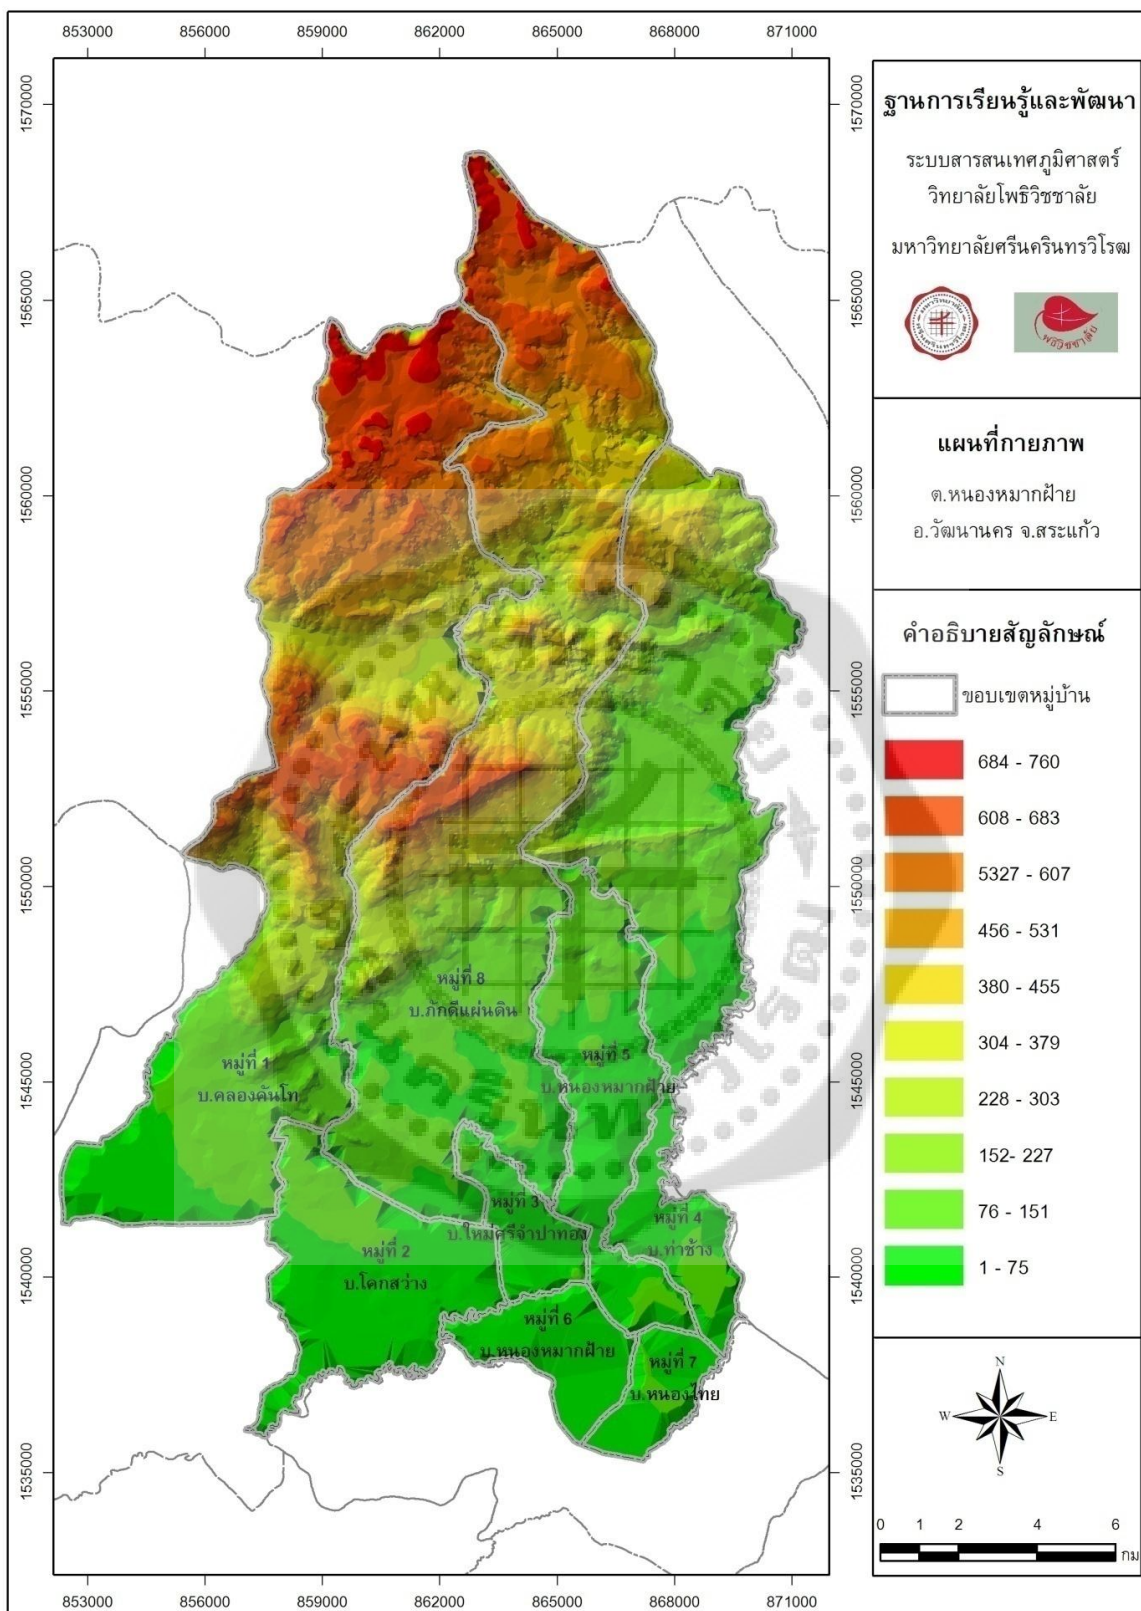 853000 856000 859000 862000 865000 868000 871000
1570000 1570000
1565000 1565000
1560000 1560000
1555000 1555000
1550000 1550000
1545000 1545000
1540000 1540000
1535000 1535000
หมู่ที่ 8
บ.ภักดีแผ่นดิน
หมู่ที่ 1
บ.คลองคันโท
หมู่ที่ 5
บ.หนองหมากฝ้าย
หมู่ที่ 3
บ.ใหม่ศรีจำปาทอง
หมู่ที่ 4
บ.ท่าช้าง
หมู่ที่ 2
บ.โคกสว่าง
หมู่ที่ 6
บ.หนองหมากฝ้าย
หมู่ที่ 7
บ.หนองไทย
853000 856000 859000 862000 865000 868000 871000
ฐานการเรียนรู้และพัฒนา
ระบบสารสนเทศภูมิศาสตร์
วิทยาลัยโพธิวิชชาลัย
มหาวิทยาลัยศรีนครินทรวิโรฒ
แผนที่กายภาพ
ต.หนองหมากฝ้าย
อ.วัฒนานคร จ.สระแก้ว
คำอธิบายสัญลักษณ์
ขอบเขตหมู่บ้าน
684 - 760
608 - 683
5327 - 607
456 - 531
380 - 455
304 - 379
228 - 303
152- 227
76 - 151
1 - 75
N
W E
S
0 1 2 4 6
กม